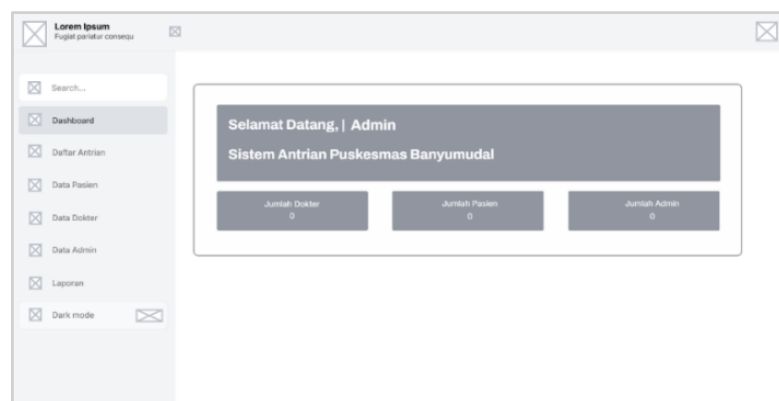 Lorem Ipsum
Fugiat pariatur consequ
Search...
Dashboard
Daftar Antrian
Data Pasien
Data Dokter
Data Admin
Laporan
Dark mode
Selamat Datang, | Admin
Sistem Antrian Puskesmas Banyumudal
Jumlah Dokter
0
Jumlah Pasien
0
Jumlah Admin
0